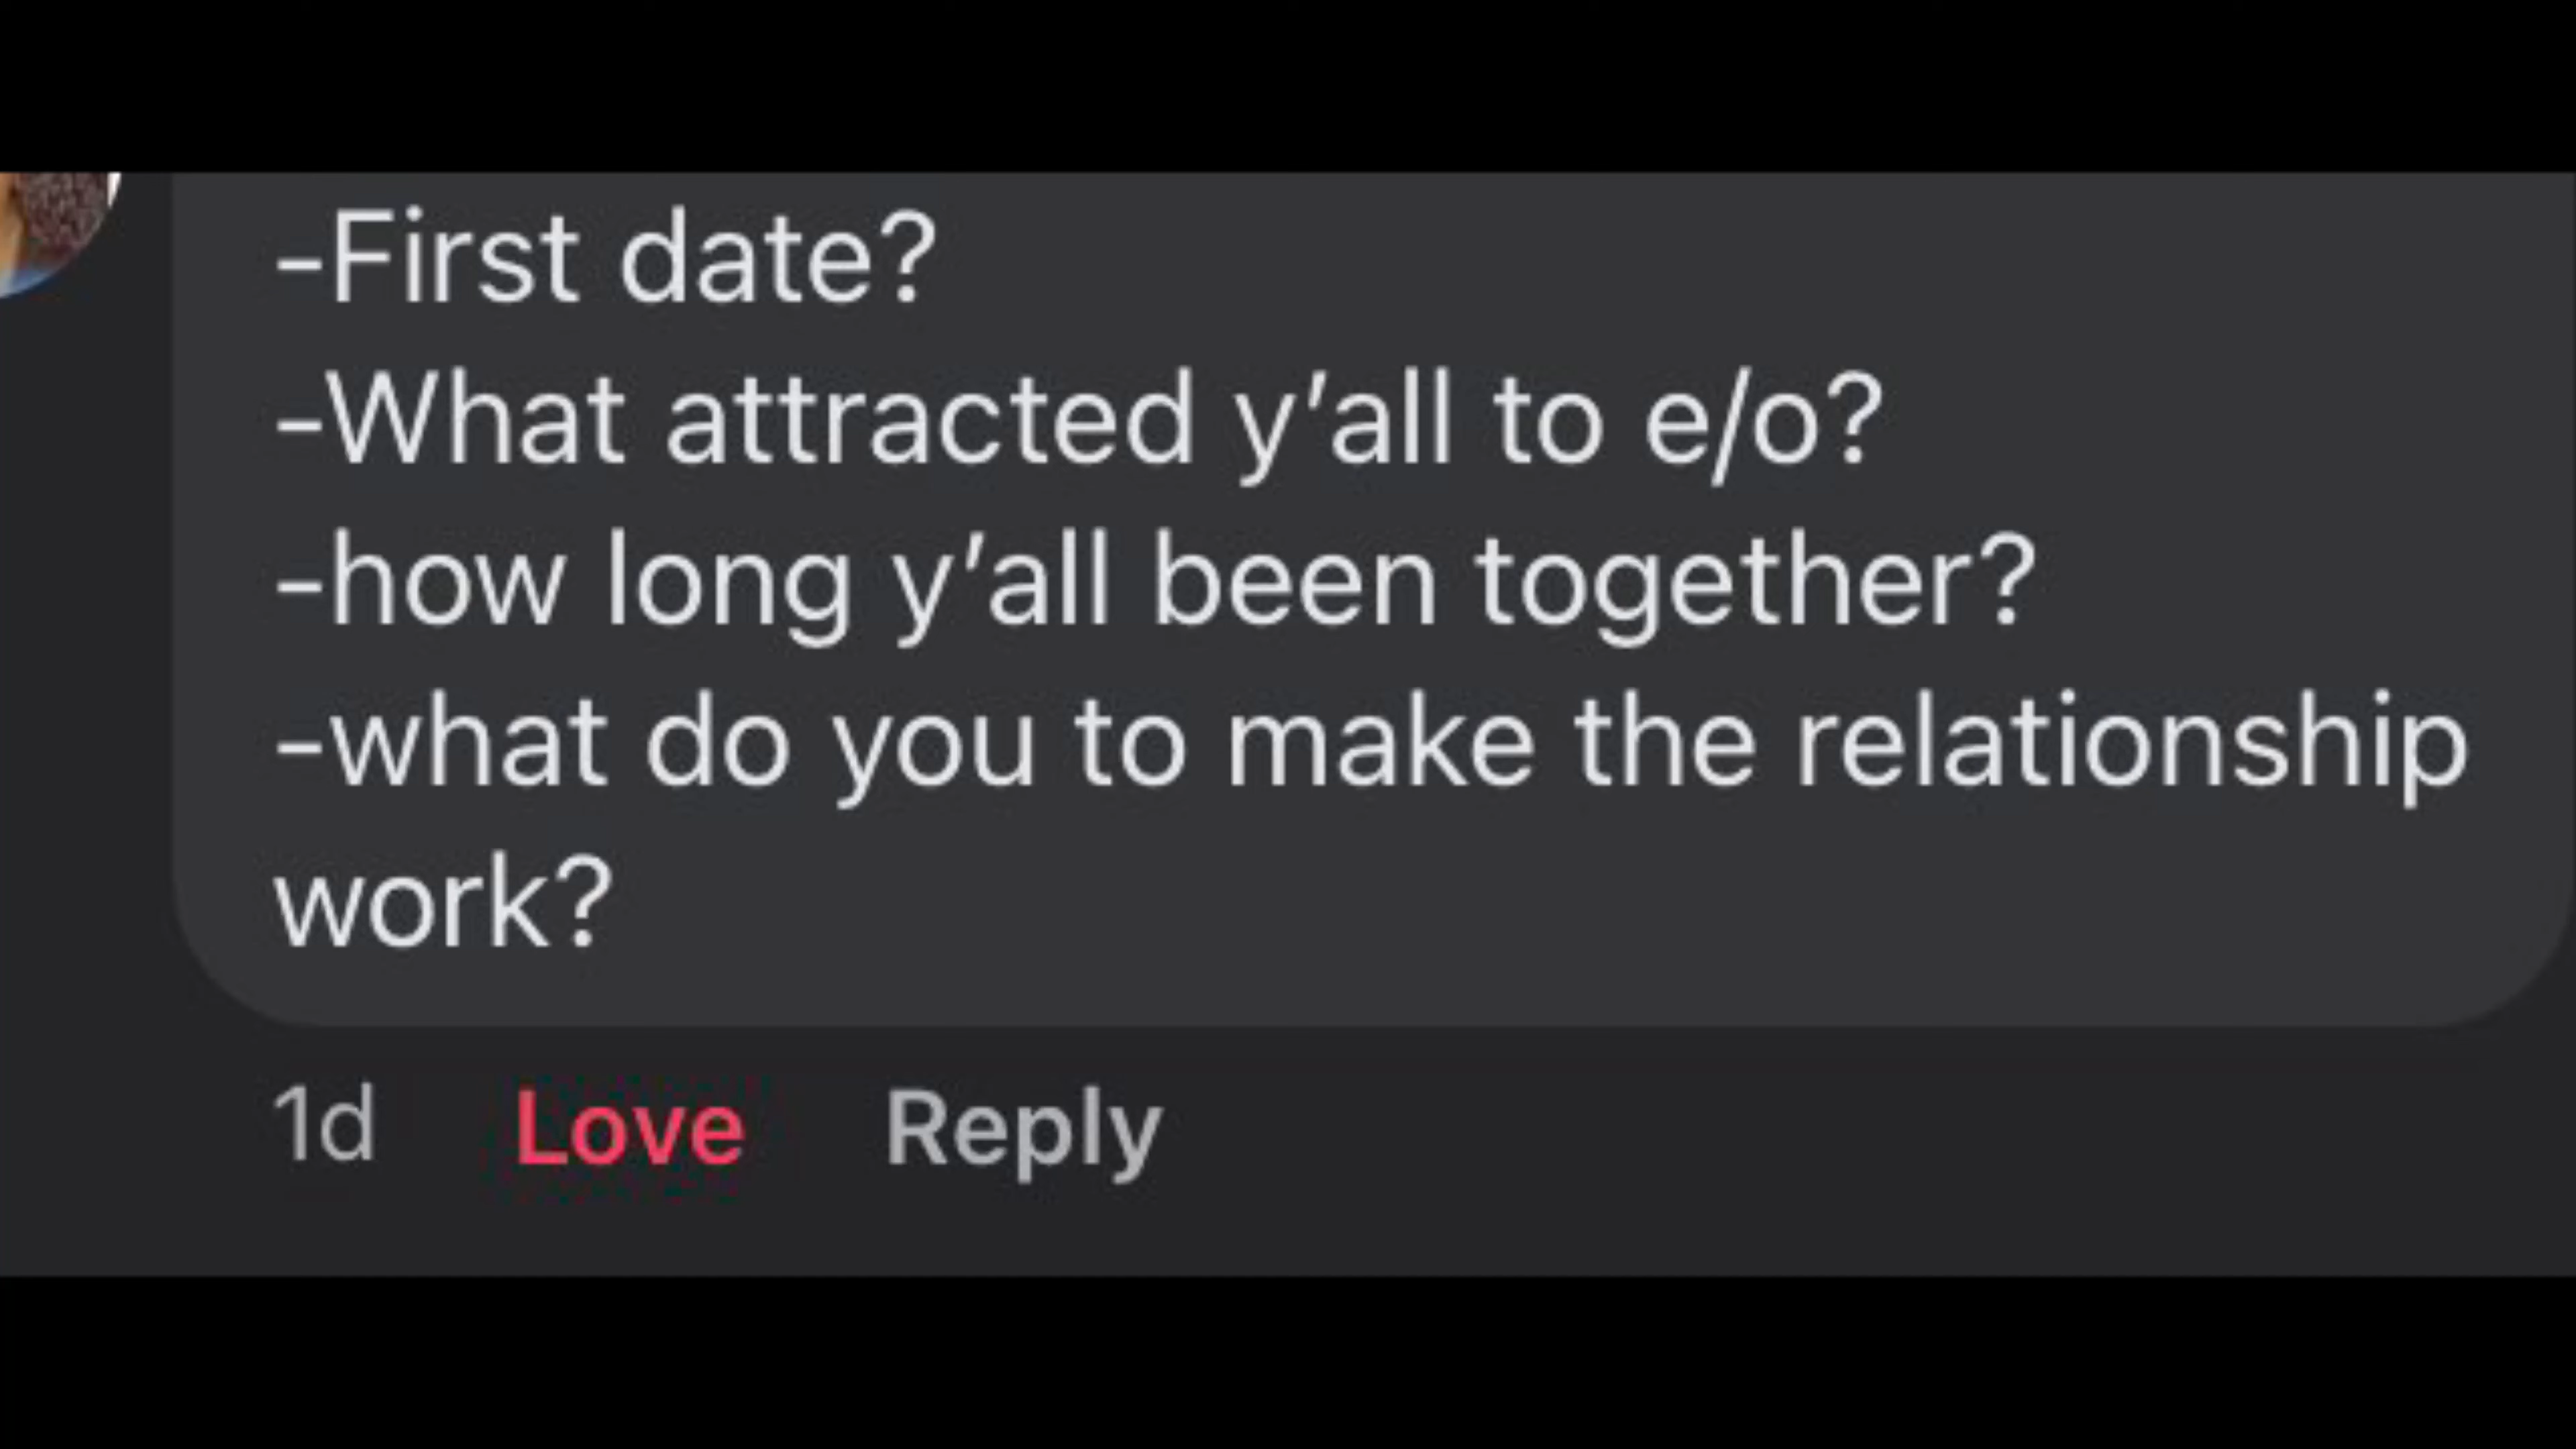 -First date?
-What attracted y'all to e/o?
-how long y'all been together?
-what do you to make the relationship
work?
1d Love Reply